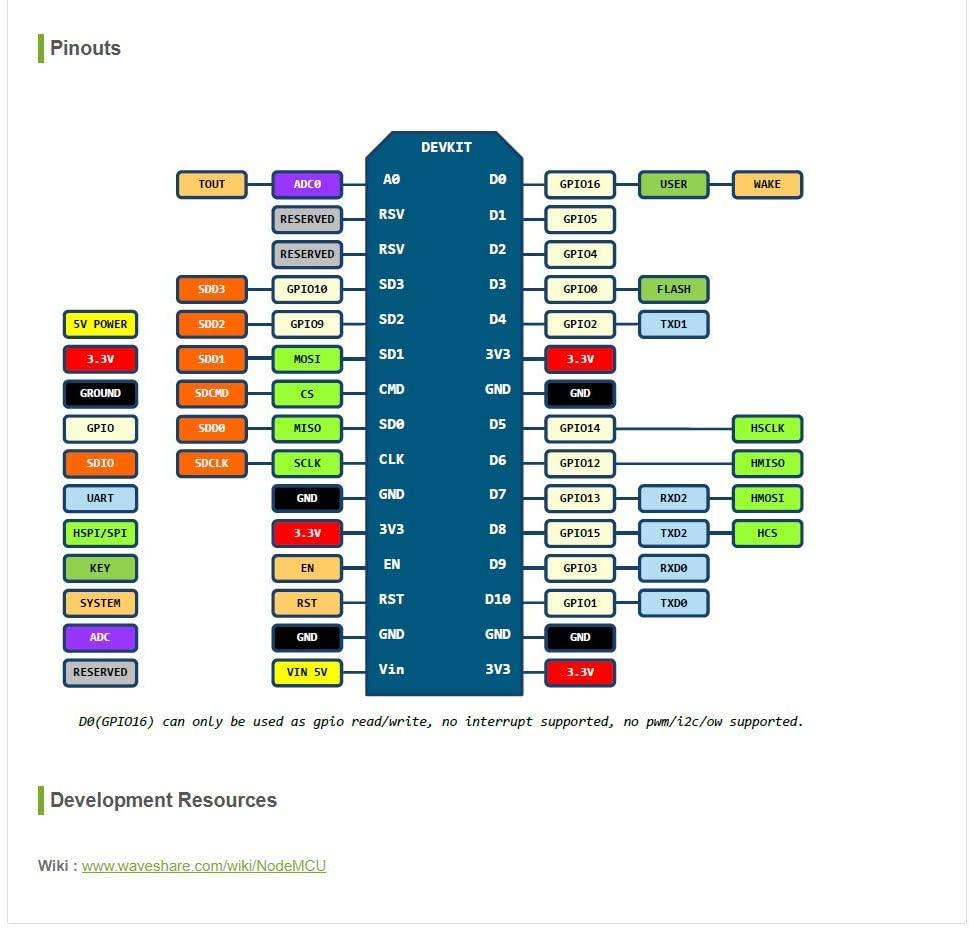 Pinouts
DEVKIT
TOUT ADC0 A0 D0 GPIO16 USER WAKE
RESERVED RSV D1 GPIO5
RESERVED RSV D2 GPIO4
SDD3 GPIO10 SD3 D3 GPIO0 FLASH
5V POWER SDD2 GPIO9 SD2 D4 GPIO2 TXD1
3.3V SDD1 MOSI SD1 3V3 3.3V
GROUND SDCMD CS CMD GND GND
GPIO SDD0 MISO SD0 D5 GPIO14 HSCLK
SDIO SDCLK SCLK CLK D6 GPIO12 HMISO
UART GND GND D7 GPIO13 RXD2 HMOSI
HSPI/SPI 3.3V 3V3 D8 GPIO15 TXD2 HCS
KEY EN EN D9 GPIO3 RXD0
SYSTEM RST RST D10 GPIO1 TXD0
ADC GND GND GND GND
RESERVED VIN 5V Vin 3V3 3.3V
D0(GPIO16) can only be used as gpio read/write, no interrupt supported, no pwm/i2c/ow supported.
Development Resources
Wiki : www.waveshare.com/wiki/NodeMCU